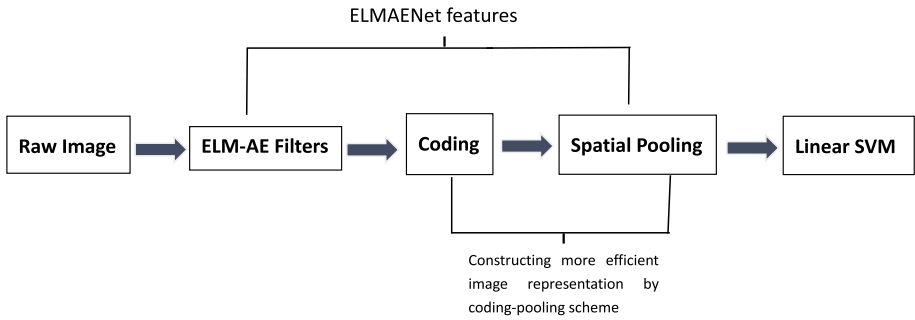 ELMAENet features
Raw Image
ELM-AE Filters
Coding
Spatial Pooling
Linear SVM
Constructing more efficient
image representation by
coding-pooling scheme